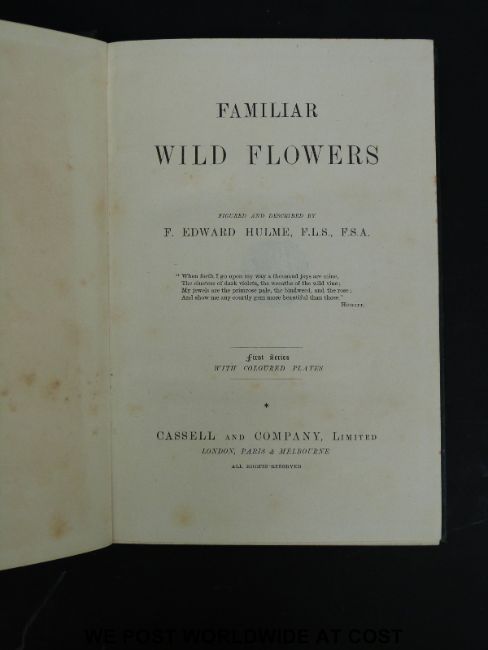 FAMILIAR
WILD FLOWERS
FIGURED AND DESCRIBED BY
F. EDWARD HULME, F.L.S., F.S.A.
"When forth I go upon my way a thousand joys are mine,
The clusters of dark violets, the wreaths of the wild vine;
My jewels are the primrose pale, the bindweed, and the rose;
And show me any courtly gem more beautiful than those."
HOWITT.
First Series
WITH COLOURED PLATES
*
CASSELL AND COMPANY, LIMITED
LONDON, PARIS & MELBOURNE
ALL RIGHTS RESERVED
WE POST WORLDWIDE AT COST